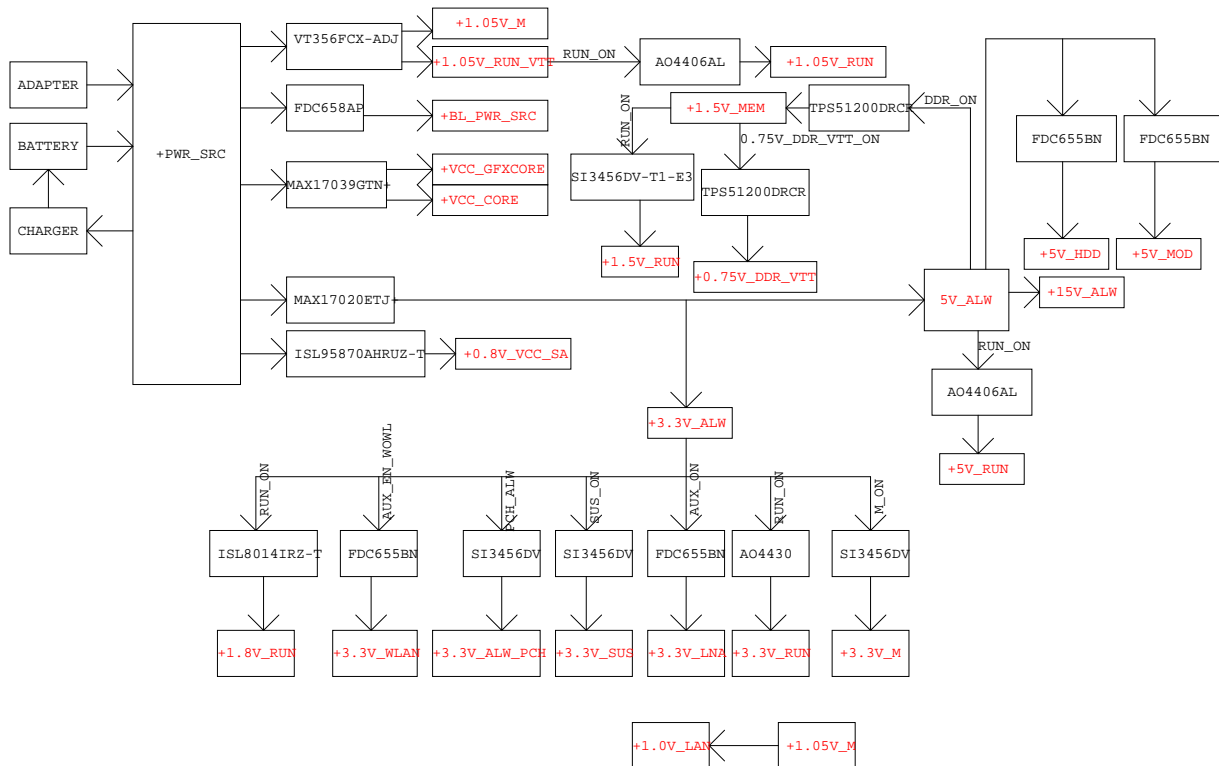 VT356FCX-ADJ
+1.05V_M
+1.05V_RUN_VTT
RUN_ON
AO4406AL
+1.05V_RUN
ADAPTER
FDC658AP
+BL_PWR_SRC
RUN_ON
+1.5V_MEM
TPS51200DRCR
DDR_ON
BATTERY
+PWR_SRC
0.75V_DDR_VTT_ON
FDC655BN
FDC655BN
MAX17039GTN+
+VCC_GFXCORE
+VCC_CORE
SI3456DV-T1-E3
TPS51200DRCR
CHARGER
+1.5V_RUN
+0.75V_DDR_VTT
+5V_HDD
+5V_MOD
MAX17020ETJ+
5V_ALW
+15V_ALW
ISL95870AHRUZ-T
+0.8V_VCC_SA
RUN_ON
AO4406AL
+3.3V_ALW
+5V_RUN
RUN_ON
AUX_EN_WOWL
PCH_ALW
SUS_ON
AUX_ON
RUN_ON
M_ON
ISL8014IRZ-T
FDC655BN
SI3456DV
SI3456DV
FDC655BN
AO4430
SI3456DV
+1.8V_RUN
+3.3V_WLAN
+3.3V_ALW_PCH
+3.3V_SUS
+3.3V_LNA
+3.3V_RUN
+3.3V_M
+1.0V_LAN
+1.05V_M